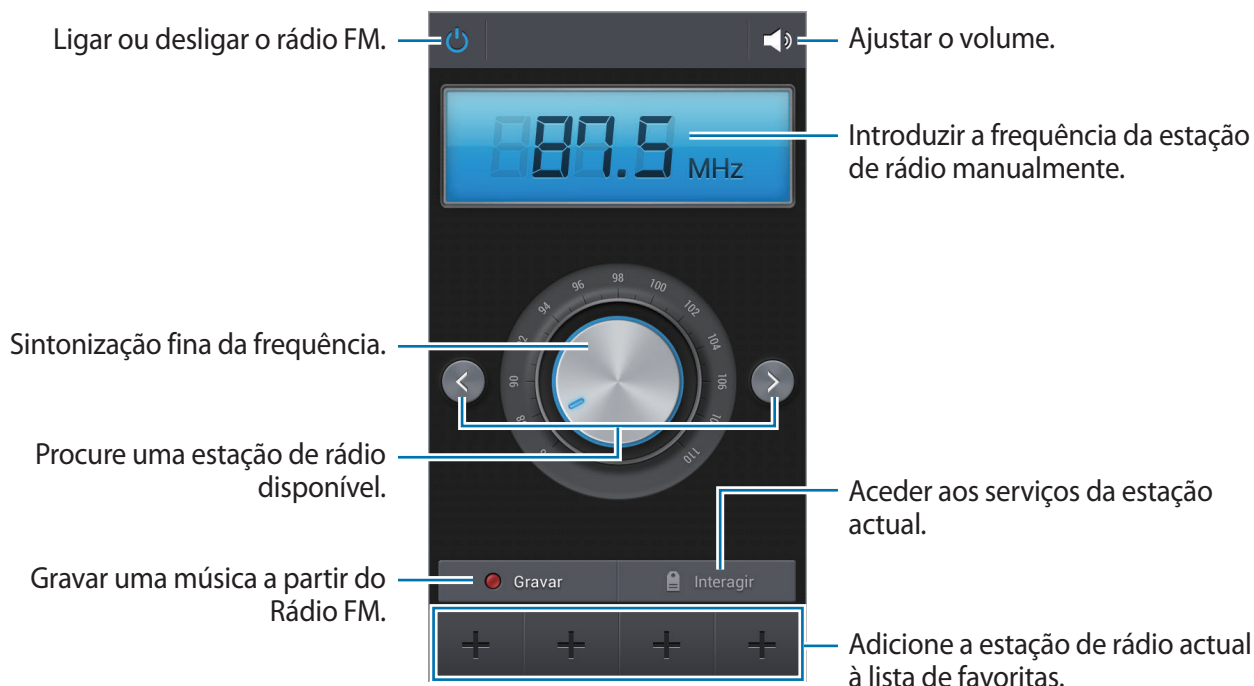 Ligar ou desligar o rádio FM.
Ajustar o volume.
87.5 MHz
Introduzir a frequência da estação
de rádio manualmente.
94
96
98
100
102
104
106
110
90
Sintonização fina da frequência.
Procure uma estação de rádio
disponível.
Aceder aos serviços da estação
actual.
Gravar uma música a partir do
Rádio FM.
Gravar
Interagir
+ + + +
Adicione a estação de rádio actual
à lista de favoritas.